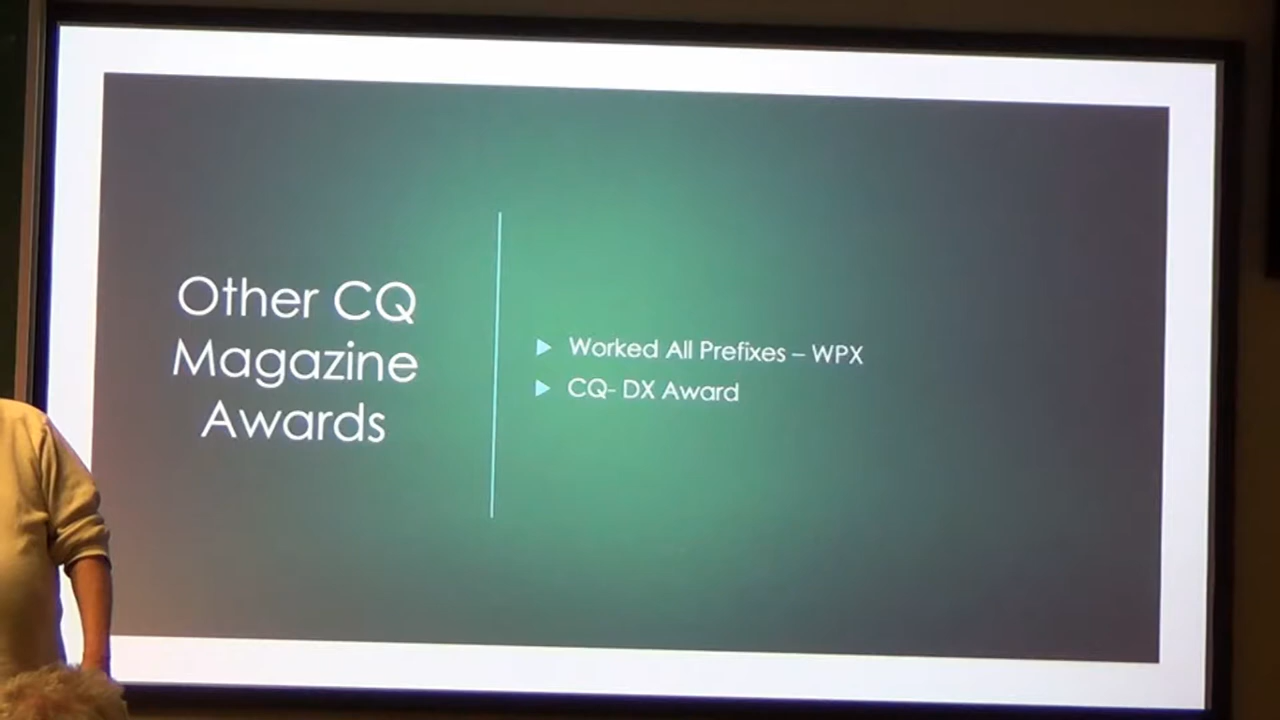 Other CQ
Magazine
Awards
Worked All Prefixes – WPX
CQ- DX Award